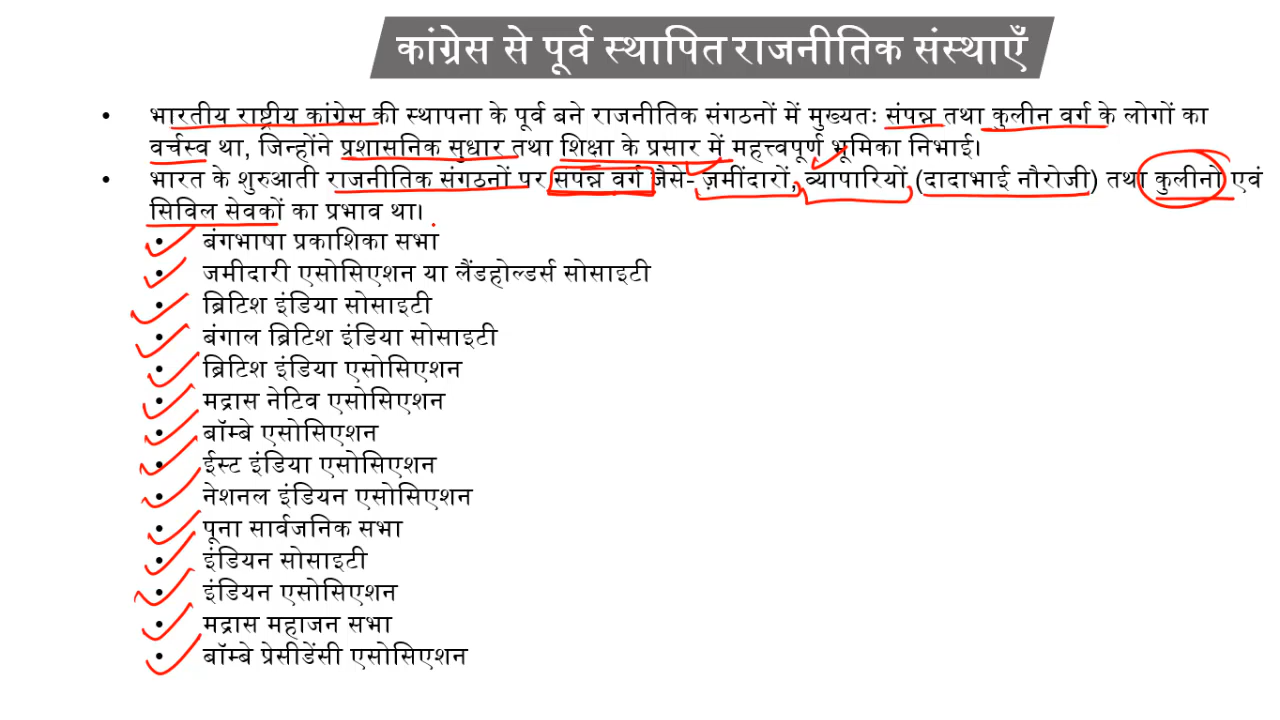 कांग्रेस से पूर्व स्थापित राजनीतिक संस्थाएँ
• भारतीय राष्ट्रीय कांग्रेस की स्थापना के पूर्व बने राजनीतिक संगठनों में मुख्यतः संपन्न तथा कुलीन वर्ग के लोगों का
वर्चस्व था, जिन्होंने प्रशासनिक सुधार तथा शिक्षा के प्रसार में महत्त्वपूर्ण भूमिका निभाई।
• भारत के शुरुआती राजनीतिक संगठनों पर संपन्न वर्ग जैसे- ज़मींदारों, व्यापारियों (दादाभाई नौरोजी) तथा कुलीनों एवं
सिविल सेवकों का प्रभाव था।
• बंगभाषा प्रकाशिका सभा
• जमीदारी एसोसिएशन या लैंडहोल्डर्स सोसाइटी
• ब्रिटिश इंडिया सोसाइटी
• बंगाल ब्रिटिश इंडिया सोसाइटी
• ब्रिटिश इंडिया एसोसिएशन
• मद्रास नेटिव एसोसिएशन
• बॉम्बे एसोसिएशन
• ईस्ट इंडिया एसोसिएशन
• नेशनल इंडियन एसोसिएशन
• पूना सार्वजनिक सभा
• इंडियन सोसाइटी
• इंडियन एसोसिएशन
• मद्रास महाजन सभा
• बॉम्बे प्रेसीडेंसी एसोसिएशन